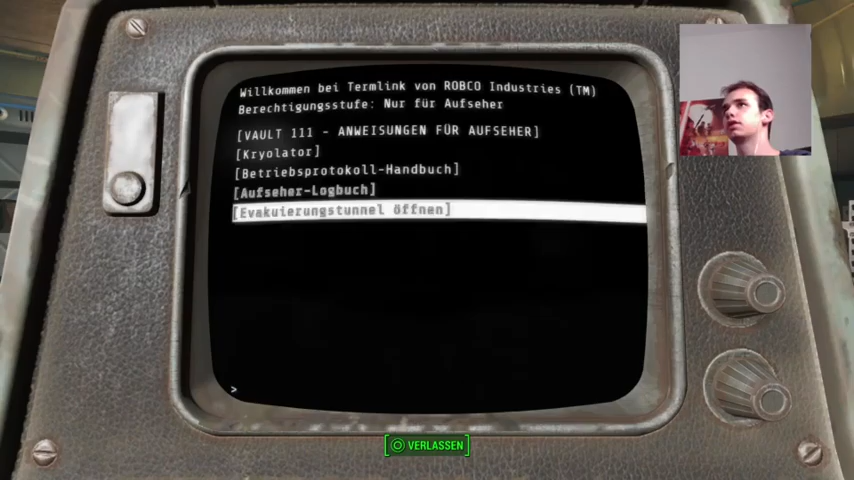 Willkommen bei Termlink von ROBCO Industries (TM)
Berechtigungsstufe: Nur für Aufseher
[VAULT 111 - ANWEISUNGEN FÜR AUFSEHER]
[Kryolator]
[Betriebsprotokoll-Handbuch]
[Aufseher-Logbuch]
[Evakuierungstunnel öffnen]
>
[O VERLASSEN]